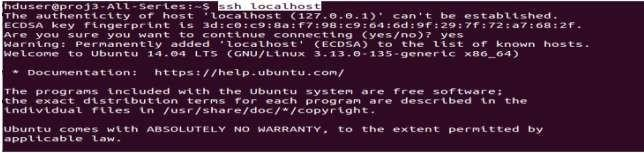 hduser@proj3-All-Series:~$ ssh localhost
The authenticity of host 'localhost (127.0.0.1)' can't be established.
ECDSA key fingerprint is 3d:c0:c9:8a:f7:98:c9:64:6d:9f:29:7f:72:a7:68:2f.
Are you sure you want to continue connecting (yes/no)? yes
Warning: Permanently added 'localhost' (ECDSA) to the list of known hosts.
Welcome to Ubuntu 14.04 LTS (GNU/Linux 3.13.0-135-generic x86_64)
* Documentation: https://help.ubuntu.com/
The programs included with the Ubuntu system are free software;
the exact distribution terms for each program are described in the
individual files in /usr/share/doc/*/copyright.
Ubuntu comes with ABSOLUTELY NO WARRANTY, to the extent permitted by
applicable law.